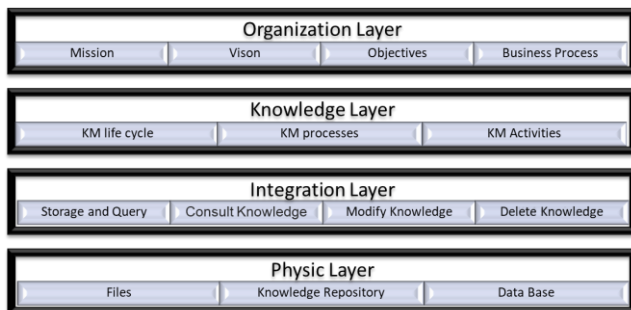 Organization Layer
Mission Vison Objectives Business Process
Knowledge Layer
KM life cycle KM processes KM Activities
Integration Layer
Storage and Query Consult Knowledge Modify Knowledge Delete Knowledge
Physic Layer
Files Knowledge Repository Data Base